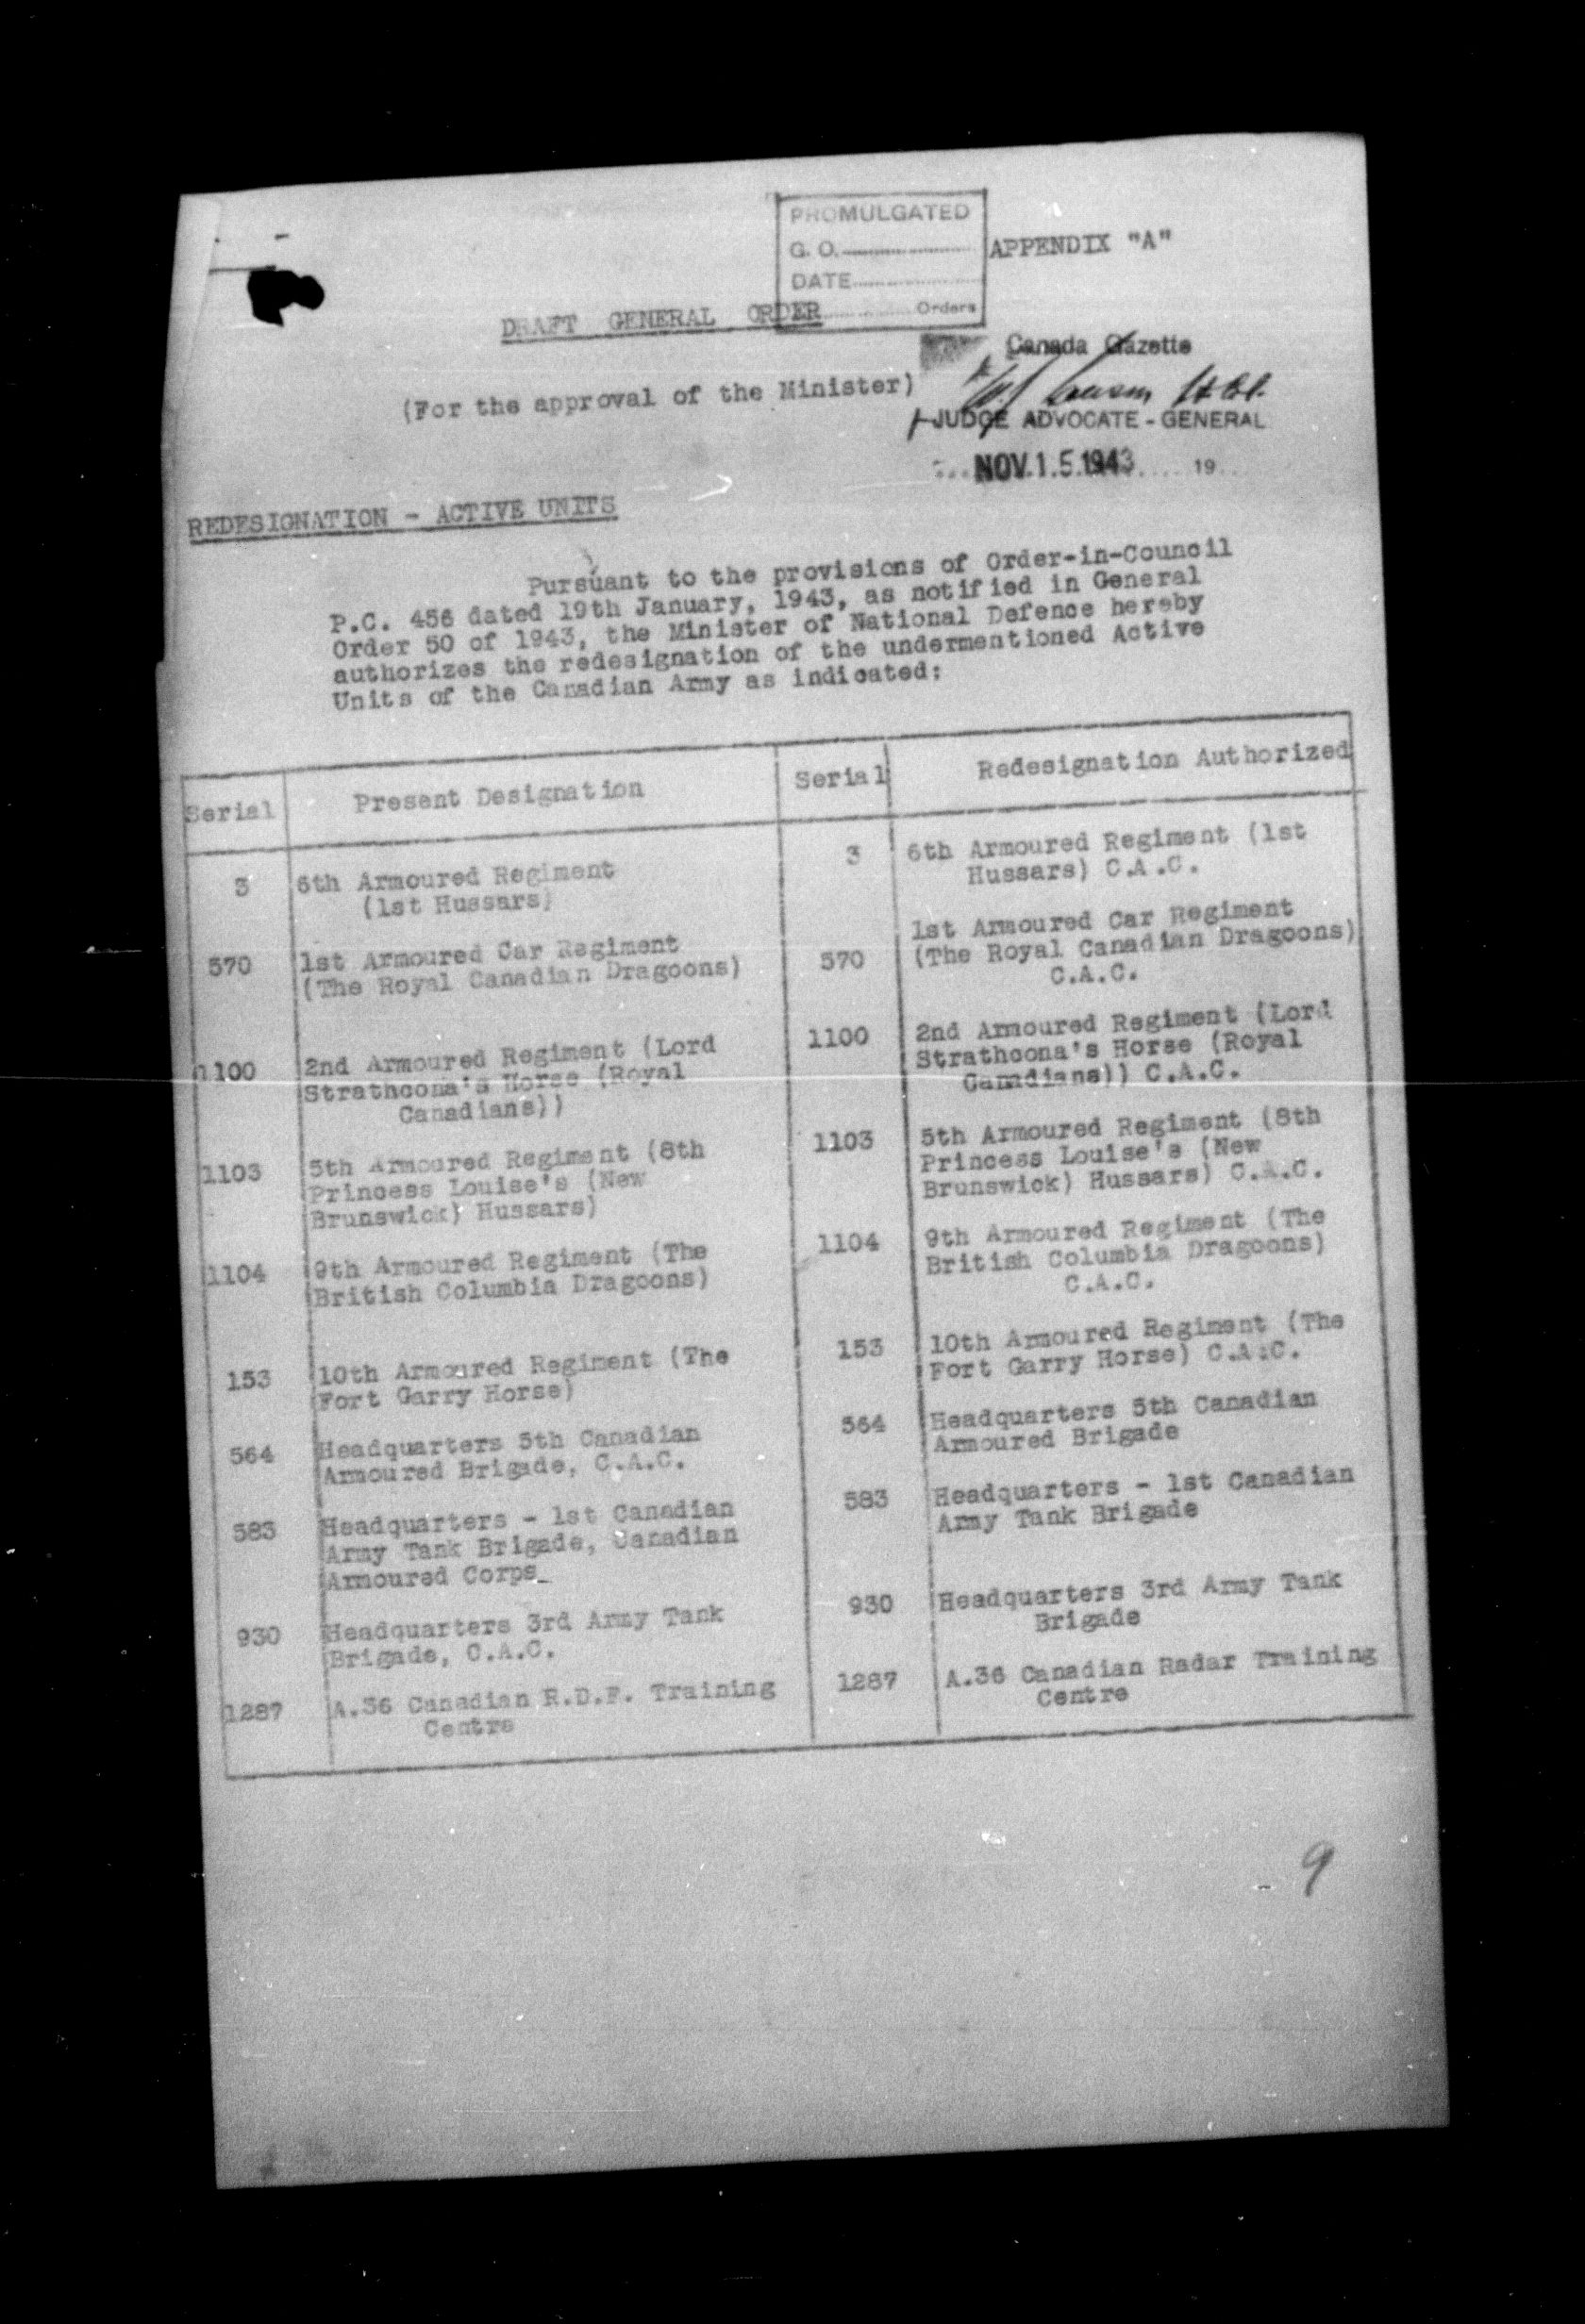 PROMULGATED
G. O.
DATE
Orders
APPENDIX "A"
DRAFT GENERAL ORDER
Canada Gazette
(For the approval of the Minister)
JUDGE ADVOCATE - GENERAL
NOV. 15 1943 19
REDESIGNATION - ACTIVE UNITS
Pursuant to the provisions of Order-in-Council
P.C. 456 dated 19th January, 1943, as notified in General
Order 50 of 1943, the Minister of National Defence hereby
authorizes the redesignation of the undermentioned Active
Units of the Canadian Army as indicated:
Serial Present Designation Serial Redesignation Authorized
3 6th Armoured Regiment 3 6th Armoured Regiment (1st
(1st Hussars) Hussars) C.A.C.
570 1st Armoured Car Regiment 570 1st Armoured Car Regiment
(The Royal Canadian Dragoons) (The Royal Canadian Dragoons)
C.A.C.
1100 2nd Armoured Regiment (Lord 1100 2nd Armoured Regiment (Lord
Strathcona's Horse (Royal Strathcona's Horse (Royal
Canadians)) Canadians)) C.A.C.
1103 5th Armoured Regiment (8th 1103 5th Armoured Regiment (8th
Princess Louise's (New Princess Louise's (New
Brunswick) Hussars) Brunswick) Hussars) C.A.C.
1104 9th Armoured Regiment (The 1104 9th Armoured Regiment (The
British Columbia Dragoons) British Columbia Dragoons)
C.A.C.
153 10th Armoured Regiment (The 153 10th Armoured Regiment (The
Fort Garry Horse) Fort Garry Horse) C.A.C.
564 Headquarters 5th Canadian 564 Headquarters 5th Canadian
Armoured Brigade, C.A.C. Armoured Brigade
583 Headquarters - 1st Canadian 583 Headquarters - 1st Canadian
Army Tank Brigade, Canadian Army Tank Brigade
Armoured Corps
930 Headquarters 3rd Army Tank 930 Headquarters 3rd Army Tank
Brigade, C.A.C. Brigade
1287 A.36 Canadian R.D.F. Training 1287 A.36 Canadian Radar Training
Centre Centre
9